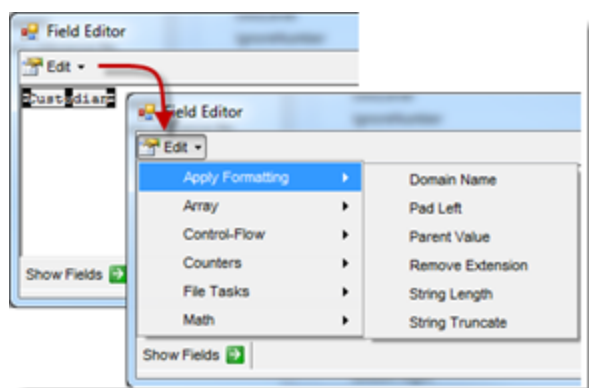 Field Editor
Edit
Custodian
Field Editor
Edit
Apply Formatting
Domain Name
Array
Pad Left
Control-Flow
Parent Value
Counters
Remove Extension
File Tasks
String Length
Math
String Truncate
Show Fields
Show Fields